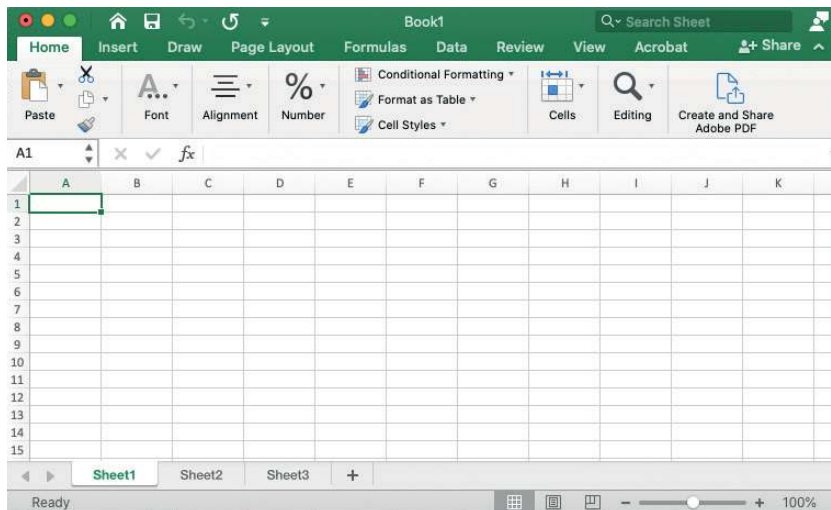 Book1
Search Sheet
Home Insert Draw Page Layout Formulas Data Review View Acrobat Share
Paste
Font
Alignment
%
Number
Conditional Formatting
Format as Table
Cell Styles
Cells
Editing
Create and Share
Adobe PDF
A1 fx
A B C D E F G H I J K
1
2
3
4
5
6
7
8
9
10
11
12
13
14
15
Sheet1 Sheet2 Sheet3 +
Ready - + 100%